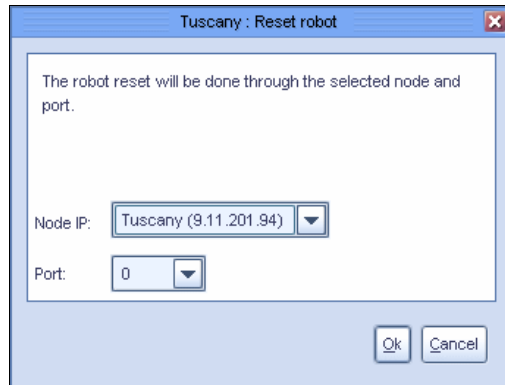 Tuscany : Reset robot
The robot reset will be done through the selected node and
port.
Node IP: Tuscany (9.11.201.94)
Port: 0
Ok Cancel